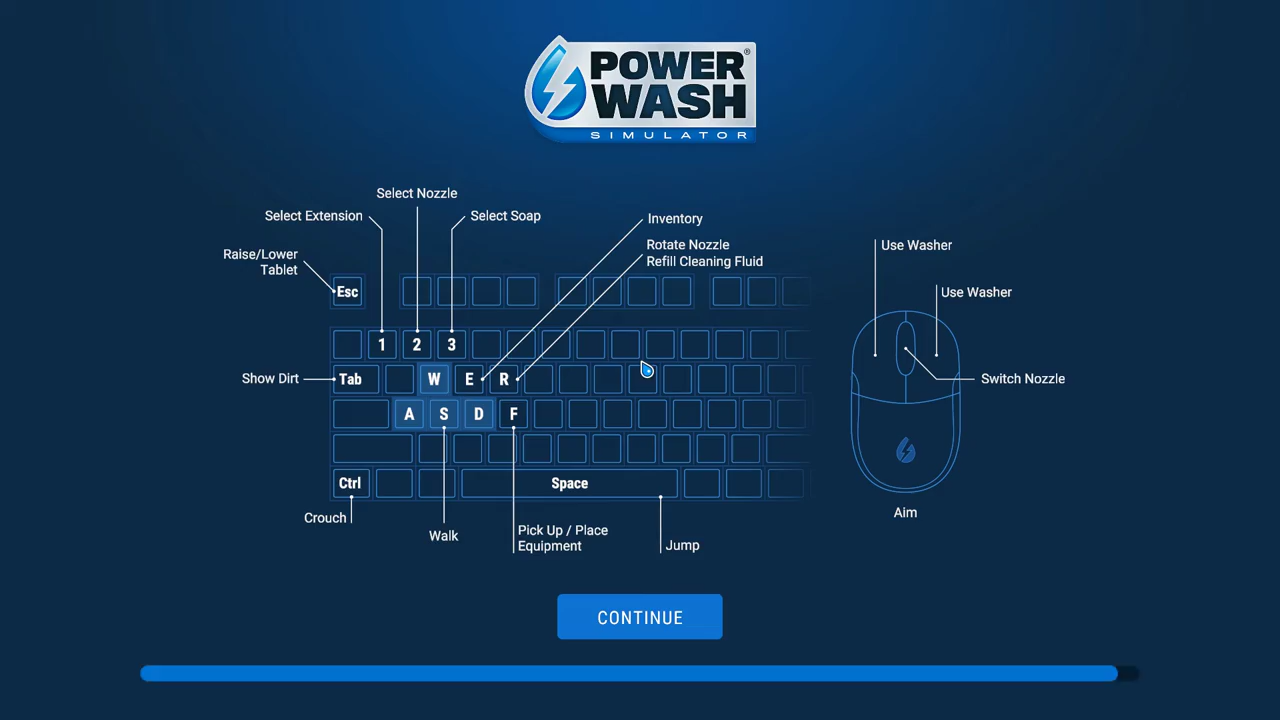 POWER®
WASH
SIMULATOR
Select Nozzle
Select Extension
Select Soap
Inventory
Raise/Lower
Tablet
Rotate Nozzle
Refill Cleaning Fluid
Use Washer
Use Washer
Esc
1 2 3
Show Dirt
Tab W E R
Switch Nozzle
A S D F
Ctrl Space
Crouch
Walk
Pick Up / Place
Equipment
Jump
Aim
CONTINUE